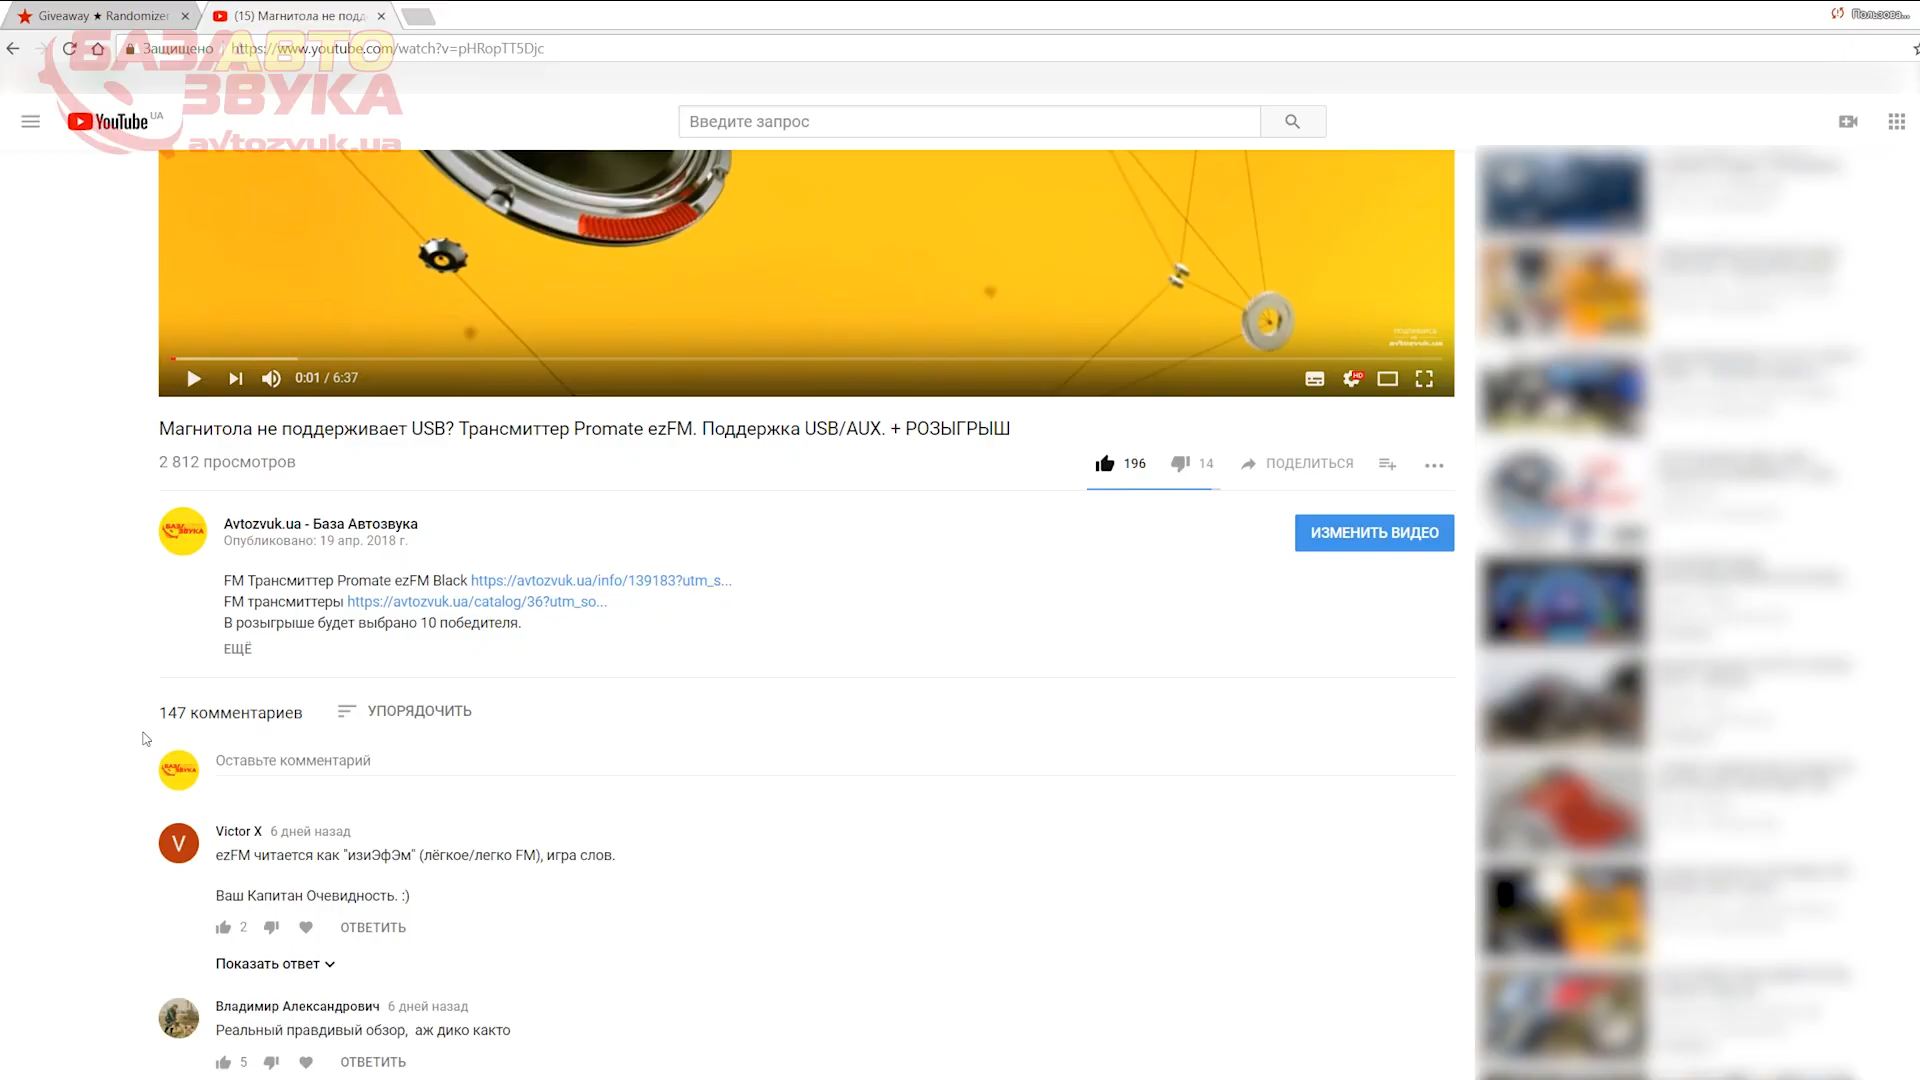 Giveaway ★ Randomizer
(15) Магнитола не подд
Пользова...
Защищено
https://www.youtube.com/watch?v=pHRopTT5Djc
БАЗА АВТО
ЗВУКА
avtozvuk.ua
YouTube UA
Введите запрос
ПОДПИШИСЬ
avtozvuk.ua
0:01 / 6:37
HD
Магнитола не поддерживает USB? Трансмиттер Promate ezFM. Поддержка USB/AUX. + РОЗЫГРЫШ
2 812 просмотров
196
14
ПОДЕЛИТЬСЯ
Avtozvuk.ua - База Автозвука
Опубликовано: 19 апр. 2018 г.
ИЗМЕНИТЬ ВИДЕО
FM Трансмиттер Promate ezFM Black https://avtozvuk.ua/info/139183?utm_s...
FM трансмиттеры https://avtozvuk.ua/catalog/36?utm_so...
В розыгрыше будет выбрано 10 победителя.
ЕЩЁ
147 комментариев
УПОРЯДОЧИТЬ
Оставьте комментарий
V
Victor X 6 дней назад
ezFM читается как "изиЭфЭм" (лёгкое/легко FM), игра слов.
Ваш Капитан Очевидность. :)
2
ОТВЕТИТЬ
Показать ответ
Владимир Александрович 6 дней назад
Реальный правдивый обзор, аж дико както
5
ОТВЕТИТЬ